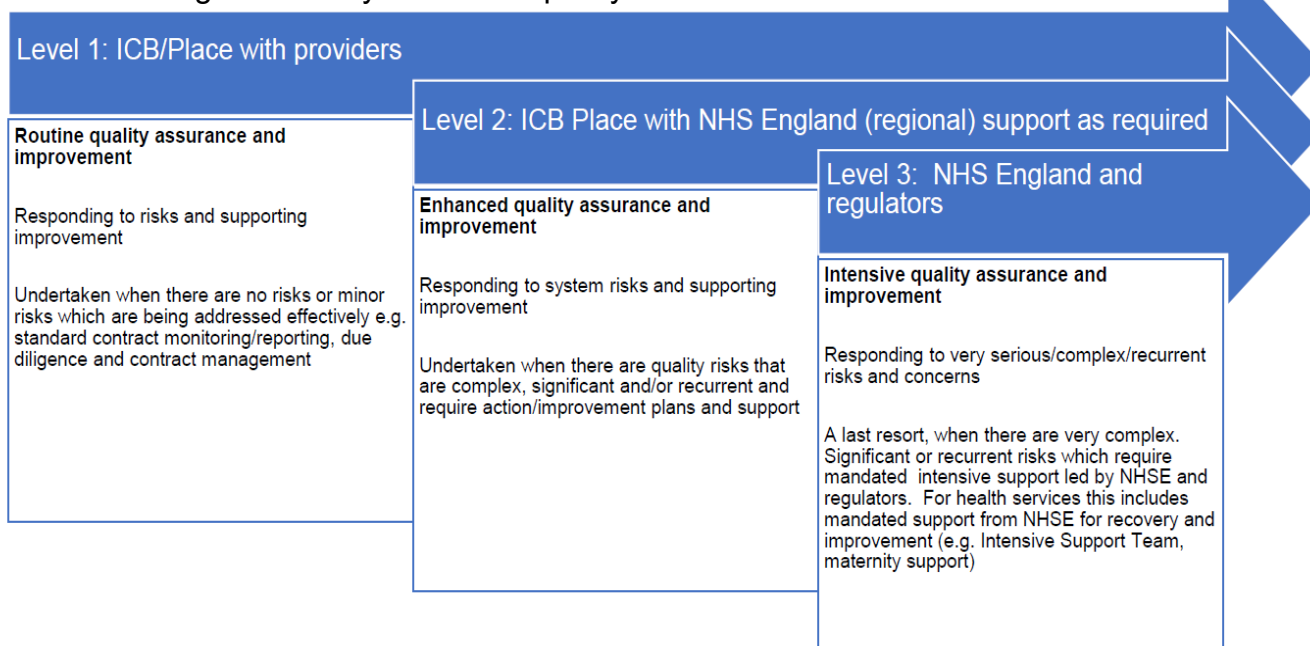 Level 1: ICB/Place with providers
Routine quality assurance and
improvement
Responding to risks and supporting
improvement
Undertaken when there are no risks or minor
risks which are being addressed effectively e.g.
standard contract monitoring/reporting, due
diligence and contract management
Level 2: ICB Place with NHS England (regional) support as required
Enhanced quality assurance and
improvement
Responding to system risks and supporting
improvement
Undertaken when there are quality risks that
are complex, significant and/or recurrent and
require action/improvement plans and support
Level 3:  NHS England and
regulators
Intensive quality assurance and
improvement
Responding to very serious/complex/recurrent
risks and concerns
A last resort, when there are very complex.
Significant or recurrent risks which require
mandated  intensive support led by NHSE and
regulators.  For health services this includes
mandated support from NHSE for recovery and
improvement (e.g. Intensive Support Team,
maternity support)